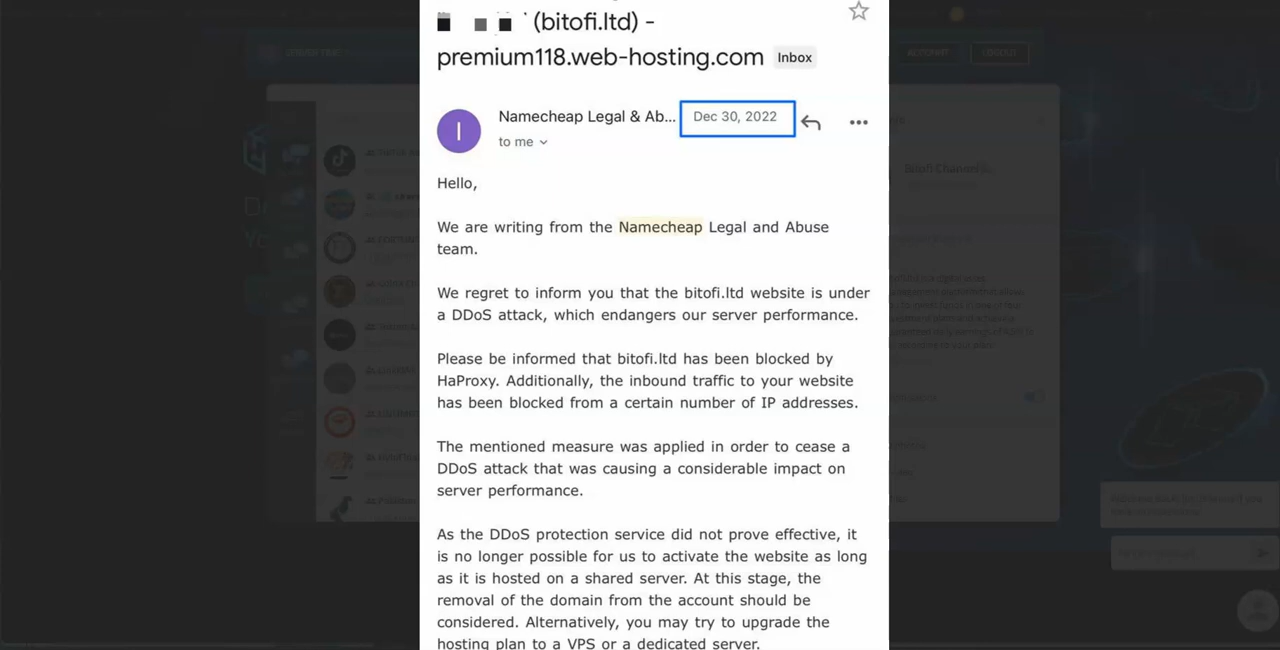 (bitofi.ltd) -
premium118.web-hosting.com Inbox
Namecheap Legal & Ab... Dec 30, 2022
to me
Hello,
We are writing from the Namecheap Legal and Abuse
team.
We regret to inform you that the bitofi.ltd website is under
a DDoS attack, which endangers our server performance.
Please be informed that bitofi.ltd has been blocked by
HaProxy. Additionally, the inbound traffic to your website
has been blocked from a certain number of IP addresses.
The mentioned measure was applied in order to cease a
DDoS attack that was causing a considerable impact on
server performance.
As the DDoS protection service did not prove effective, it
is no longer possible for us to activate the website as long
as it is hosted on a shared server. At this stage, the
removal of the domain from the account should be
considered. Alternatively, you may try to upgrade the
hosting plan to a VPS or a dedicated server.